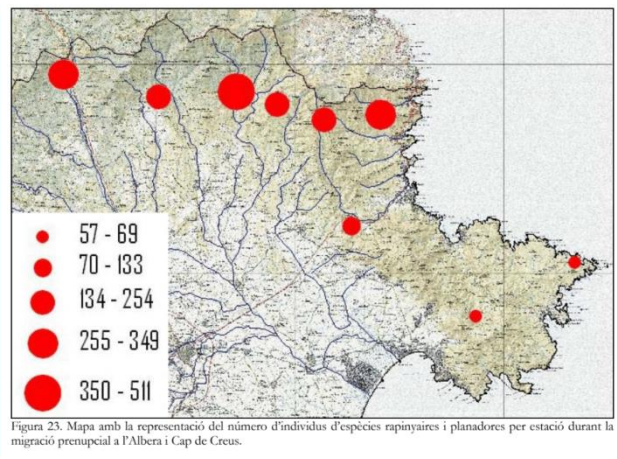 57 - 69
70 - 133
134 - 254
255 - 349
350 - 511
Figura 23. Mapa amb la representació del número d'individus d'espècies rapinyaires i planadores per estació durant la
migració prenupcial a l'Albera i Cap de Creus.